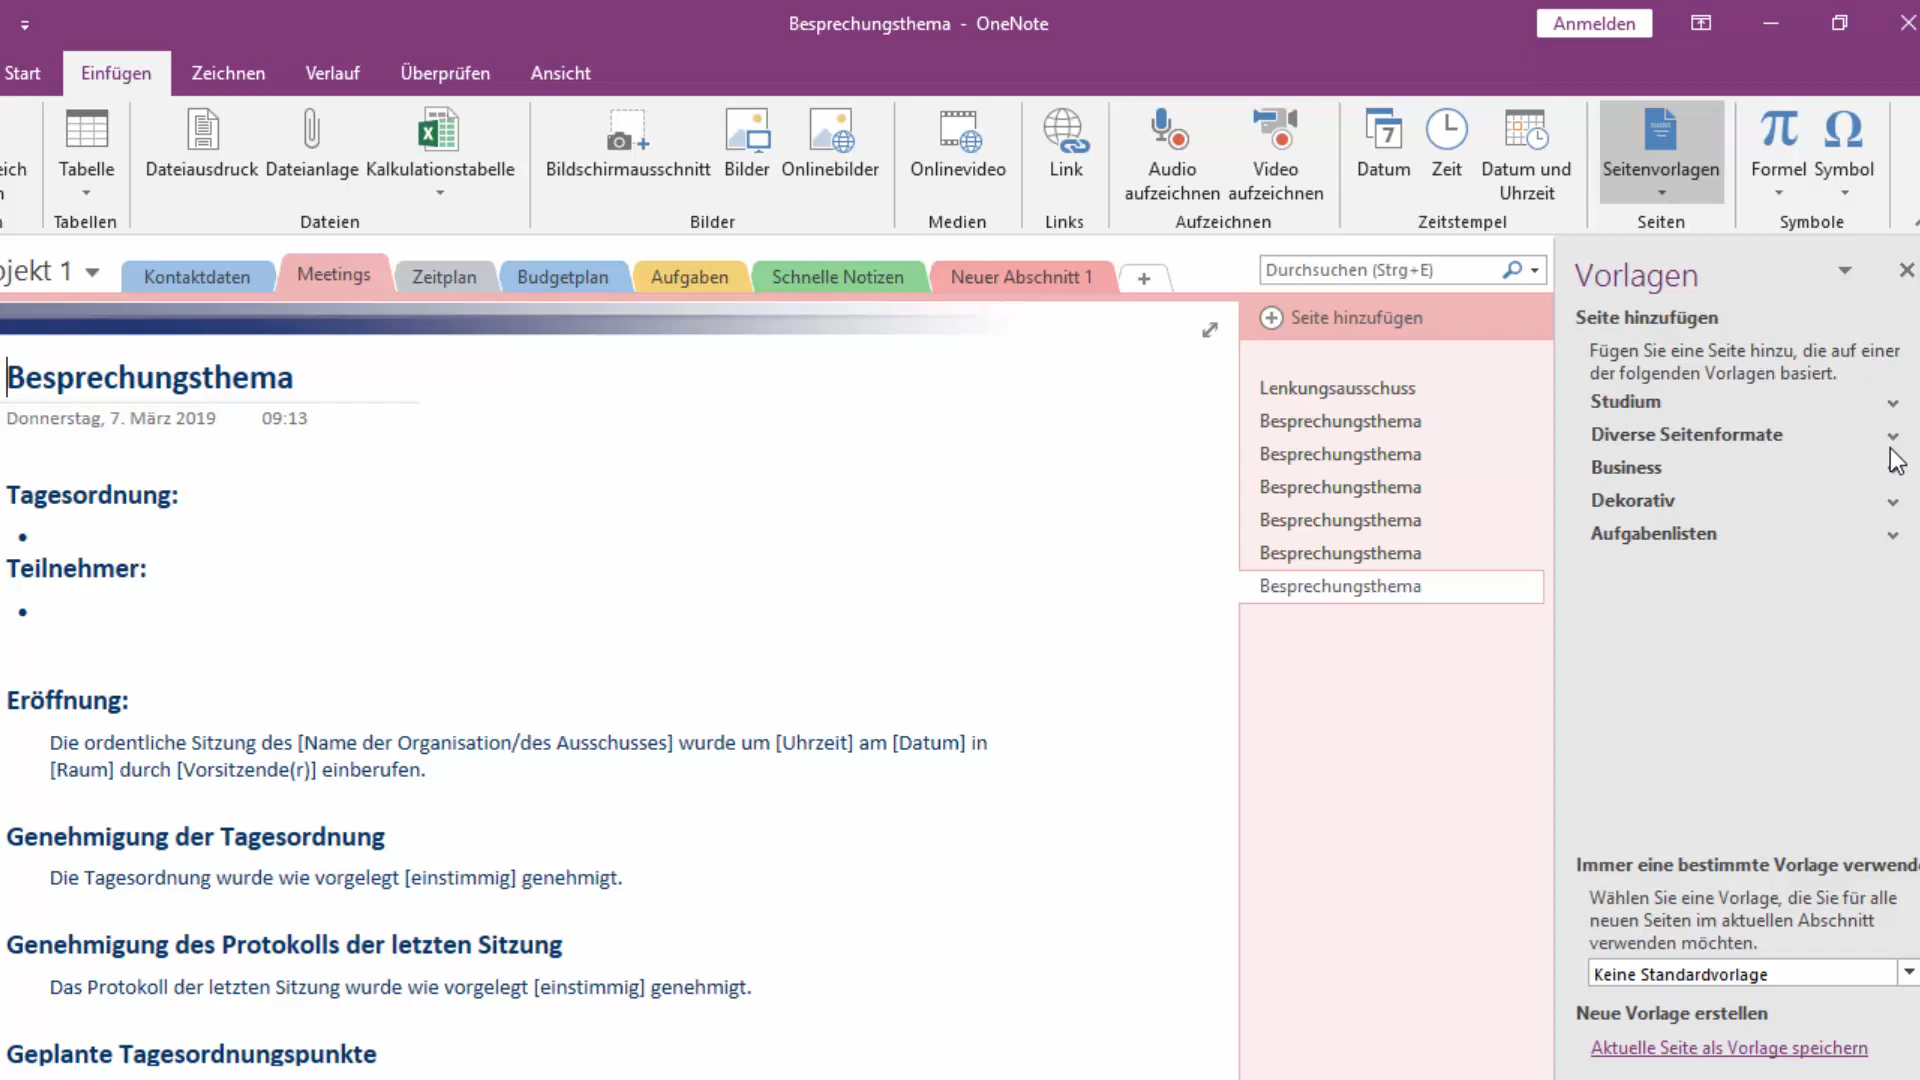 Besprechungsthema - OneNote
Anmelden
Start Einfügen Zeichnen Verlauf Überprüfen Ansicht
Tabelle Dateiausdruck Dateianlage Kalkulationstabelle Bildschirmausschnitt Bilder Onlinebilder Onlinevideo Link Audio aufzeichnen Video aufzeichnen Datum Zeit Datum und Uhrzeit Seitenvorlagen Formel Symbol
Tabellen Dateien Bilder Medien Links Aufzeichnen Zeitstempel Seiten Symbole
ojekt 1 Kontaktdaten Meetings Zeitplan Budgetplan Aufgaben Schnelle Notizen Neuer Abschnitt 1
Durchsuchen (Strg+E)
Besprechungsthema
Donnerstag, 7. März 2019 09:13
Tagesordnung:
•
Teilnehmer:
•
Eröffnung:
Die ordentliche Sitzung des [Name der Organisation/des Ausschusses] wurde um [Uhrzeit] am [Datum] in
[Raum] durch [Vorsitzende(r)] einberufen.
Genehmigung der Tagesordnung
Die Tagesordnung wurde wie vorgelegt [einstimmig] genehmigt.
Genehmigung des Protokolls der letzten Sitzung
Das Protokoll der letzten Sitzung wurde wie vorgelegt [einstimmig] genehmigt.
Geplante Tagesordnungspunkte
Seite hinzufügen
Lenkungsausschuss
Besprechungsthema
Besprechungsthema
Besprechungsthema
Besprechungsthema
Besprechungsthema
Besprechungsthema
Vorlagen
Seite hinzufügen
Fügen Sie eine Seite hinzu, die auf einer
der folgenden Vorlagen basiert.
Studium
Diverse Seitenformate
Business
Dekorativ
Aufgabenlisten
Immer eine bestimmte Vorlage verwend
Wählen Sie eine Vorlage, die Sie für alle
neuen Seiten im aktuellen Abschnitt
verwenden möchten.
Keine Standardvorlage
Neue Vorlage erstellen
Aktuelle Seite als Vorlage speichern